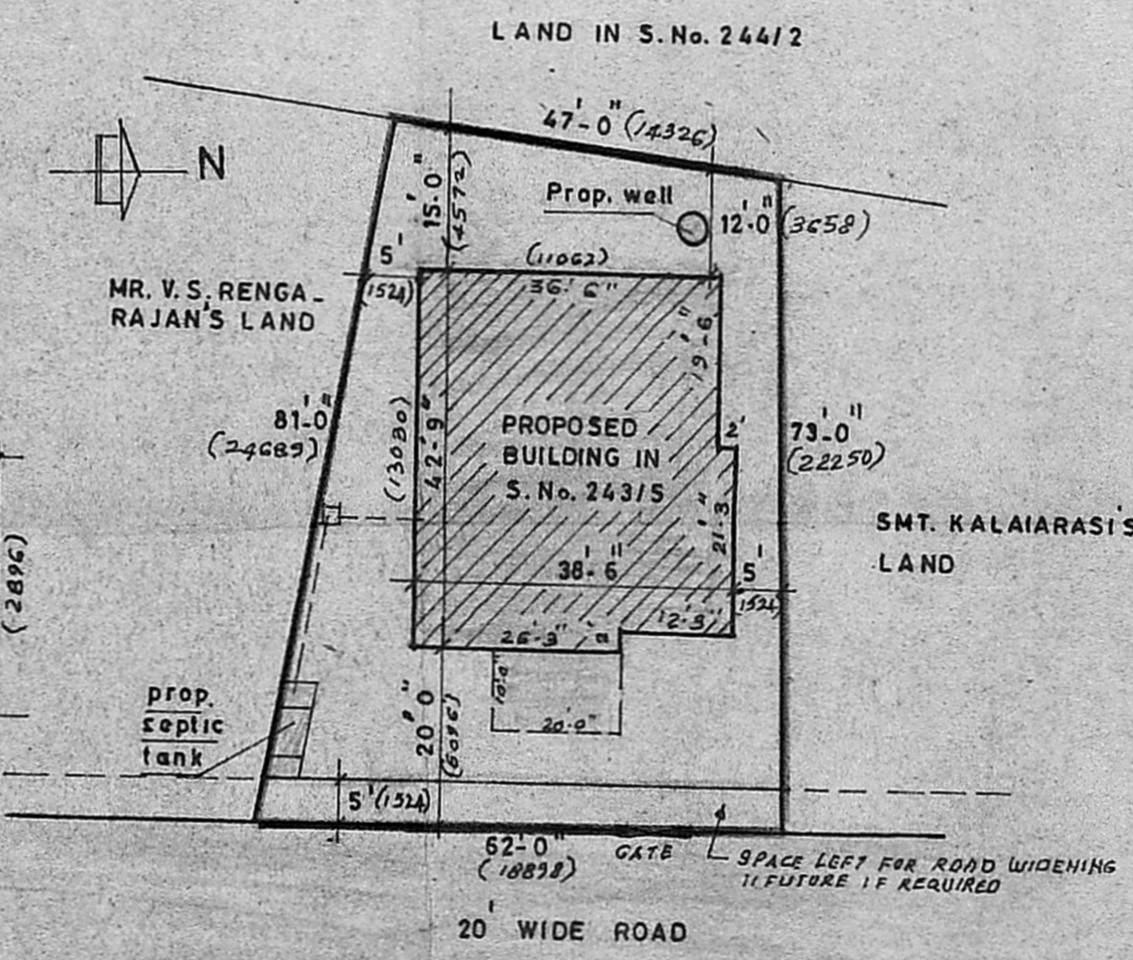 LAND IN S.No. 244/2
47'-0" (14326)
N
15'.0"
(4572)
Prop. well
12'.0" (3658)
5'
(1524)
(11062)
36'6"
MR. V.S. RENGA-
RAJAN'S LAND
19'-6"
81'-0"
(24689)
(13030)
42'-9"
PROPOSED
BUILDING IN
S. No. 243/5
2'
73'-0"
(22250)
21'-3"
SMT. KALAIARASI'S
LAND
38'-6"
5'
(1524)
(2896)
26'-3"
12'-3"
10'-0"
20'-0"
prop.
septic
tank
20'0"
(6096)
5' (1524)
62'-0"
(18898)
GATE
SPACE LEFT FOR ROAD WIDENING
FUTURE IF REQUIRED
20' WIDE ROAD